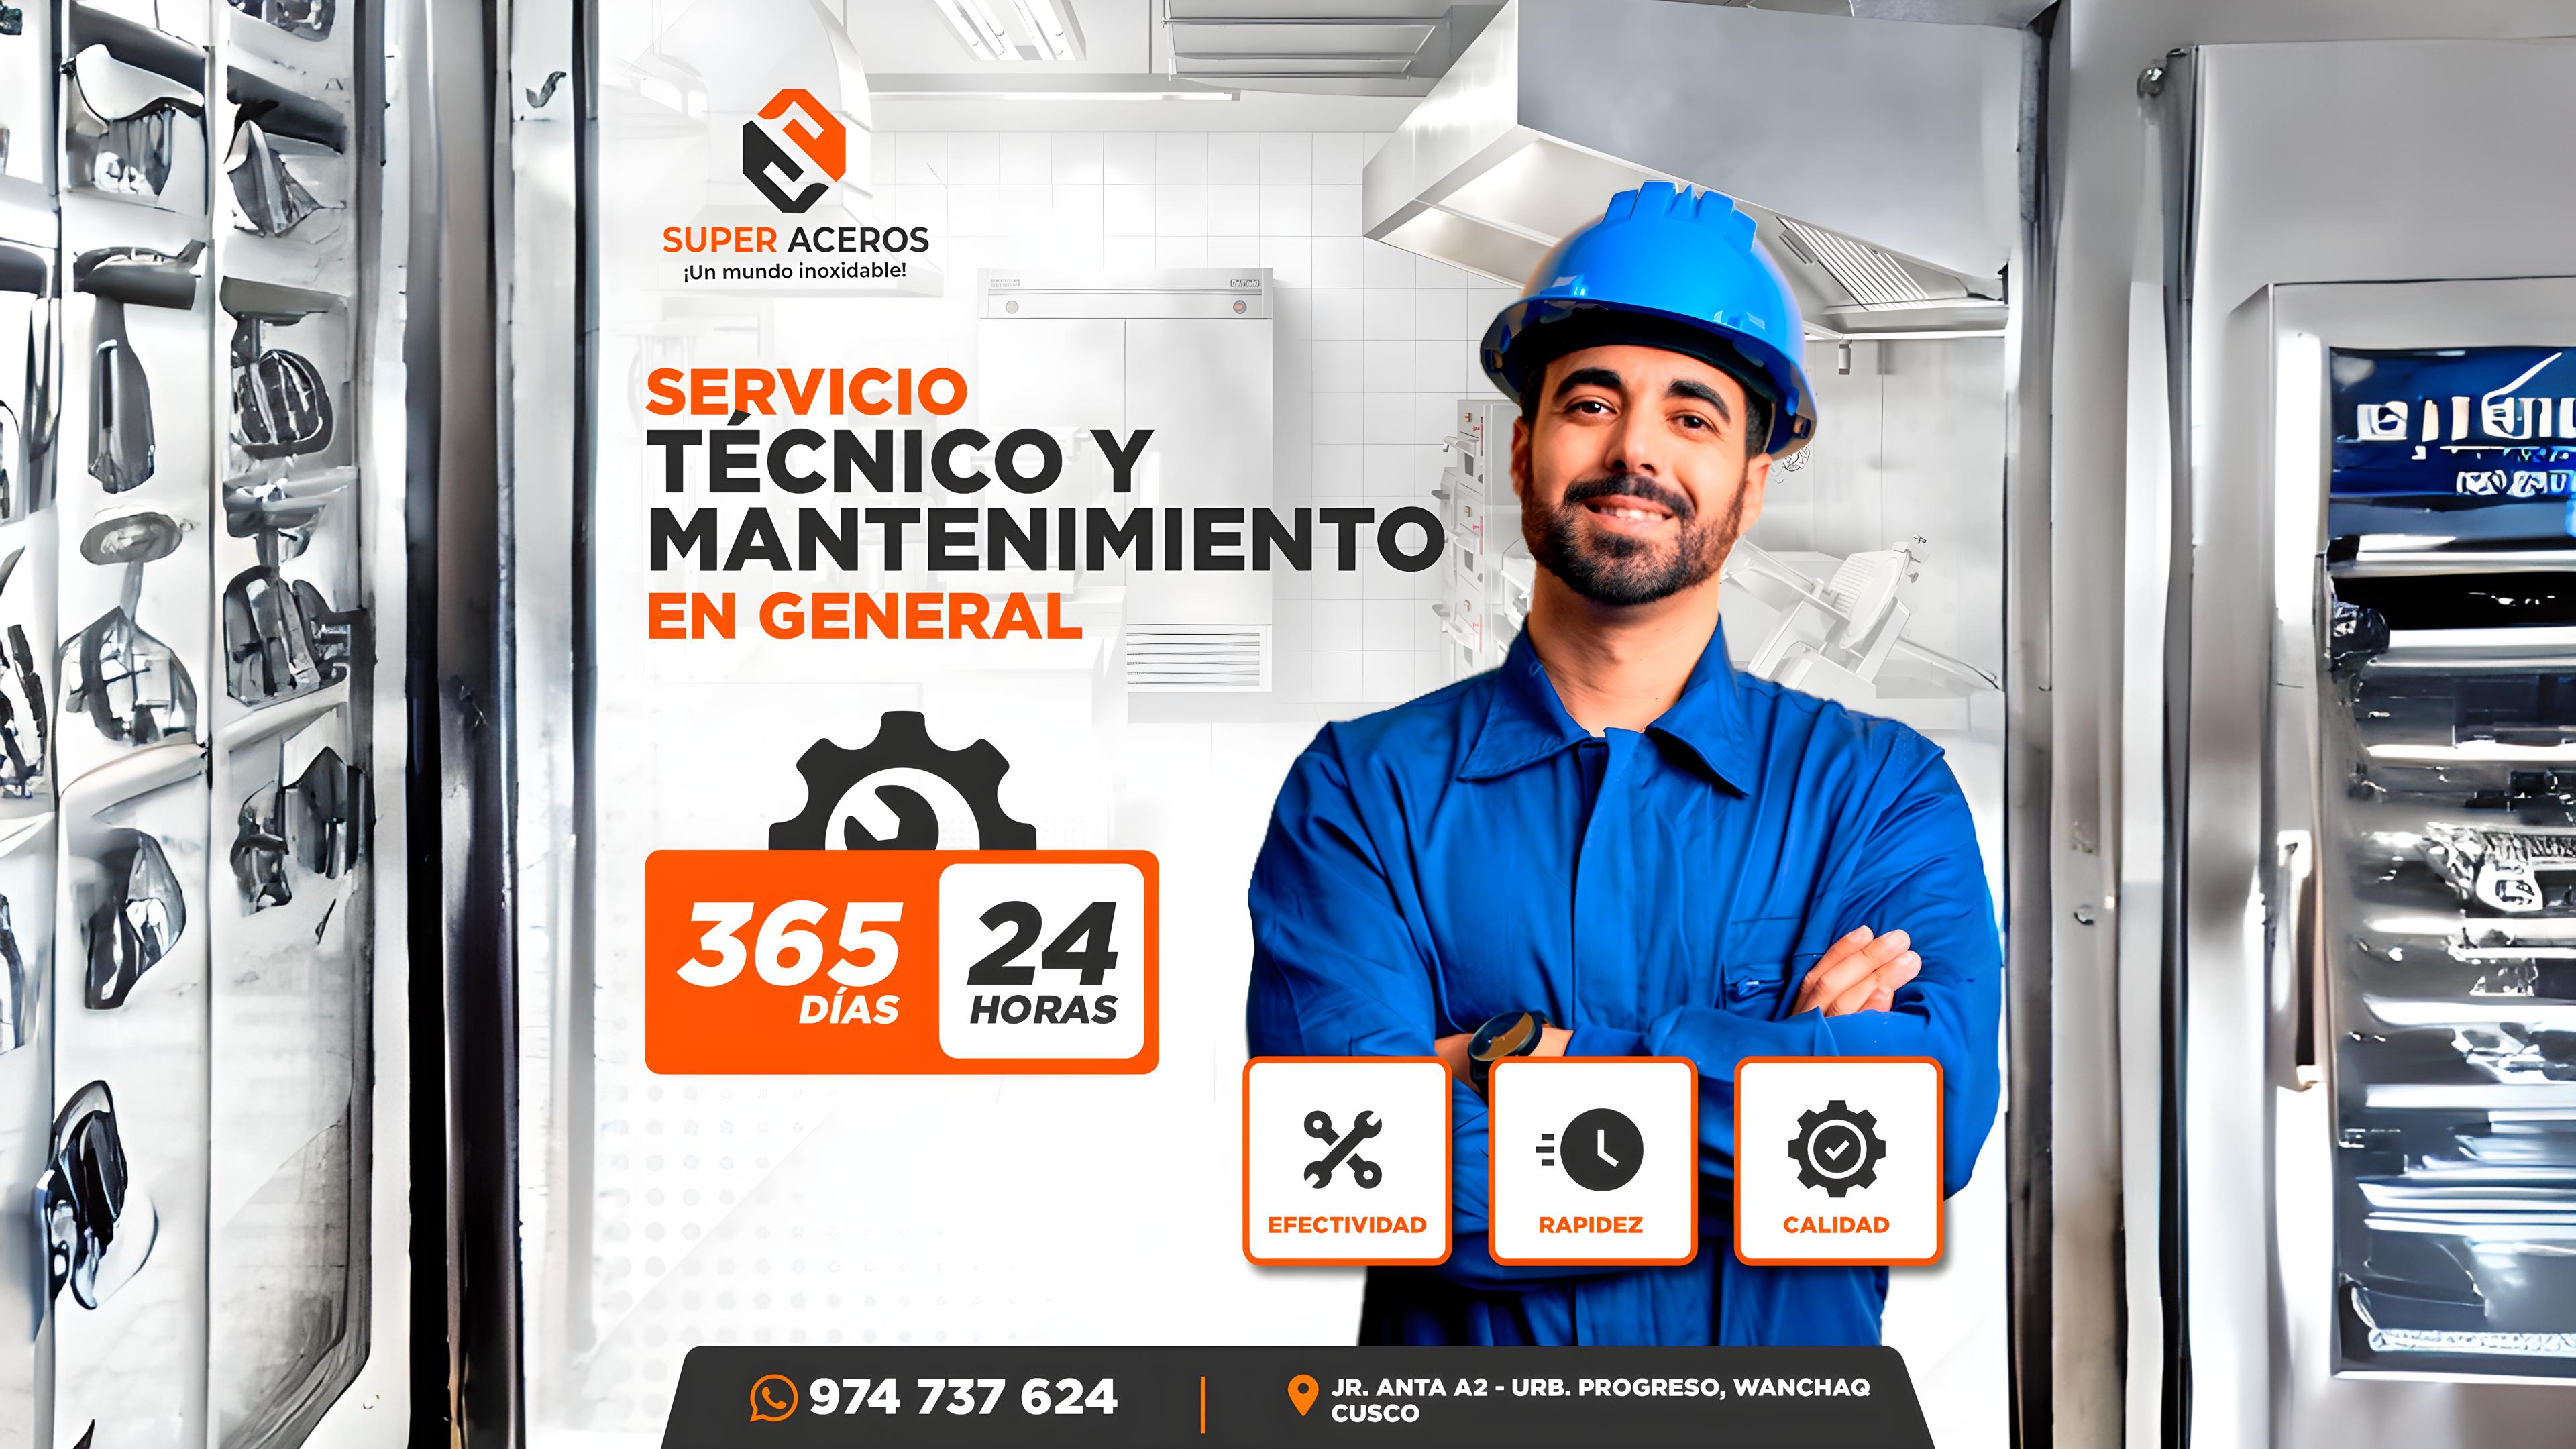 SUPER ACEROS
¡Un mundo inoxidable!
SERVICIO
TÉCNICO Y
MANTENIMIENTO
EN GENERAL
365
DÍAS
24
HORAS
EFECTIVIDAD
RAPIDEZ
CALIDAD
974 737 624
JR. ANTA A2 - URB. PROGRESO, WANCHAQ
CUSCO